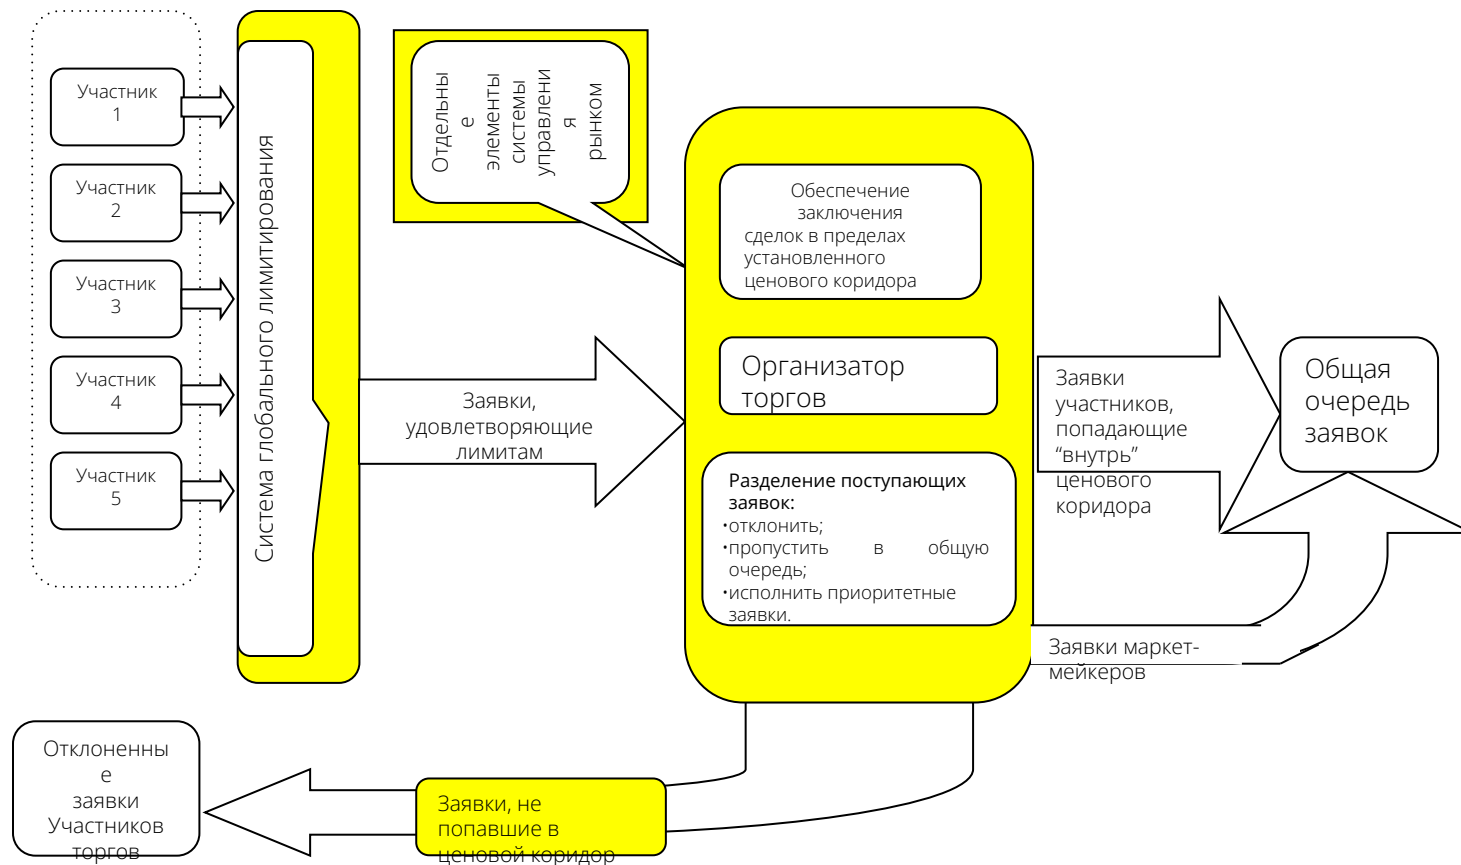 Участник
1
Участник
2
Участник
3
Участник
4
Участник
5
Система глобального лимитирования
Отдельны
е
элементы
системы
управлени
я
рынком
Заявки,
удовлетворяющие
лимитам
Обеспечение
заключения
сделок в пределах
установленного
ценового коридора
Организатор
торгов
Разделение поступающих
заявок:
•отклонить;
•пропустить в общую
очередь;
•исполнить приоритетные
заявки.
Заявки
участников,
попадающие
“внутрь”
ценового
коридора
Общая
очередь
заявок
Заявки маркет-
мейкеров
Отклоненны
е
заявки
Участников
торгов
Заявки, не
попавшие в
ценовой коридор